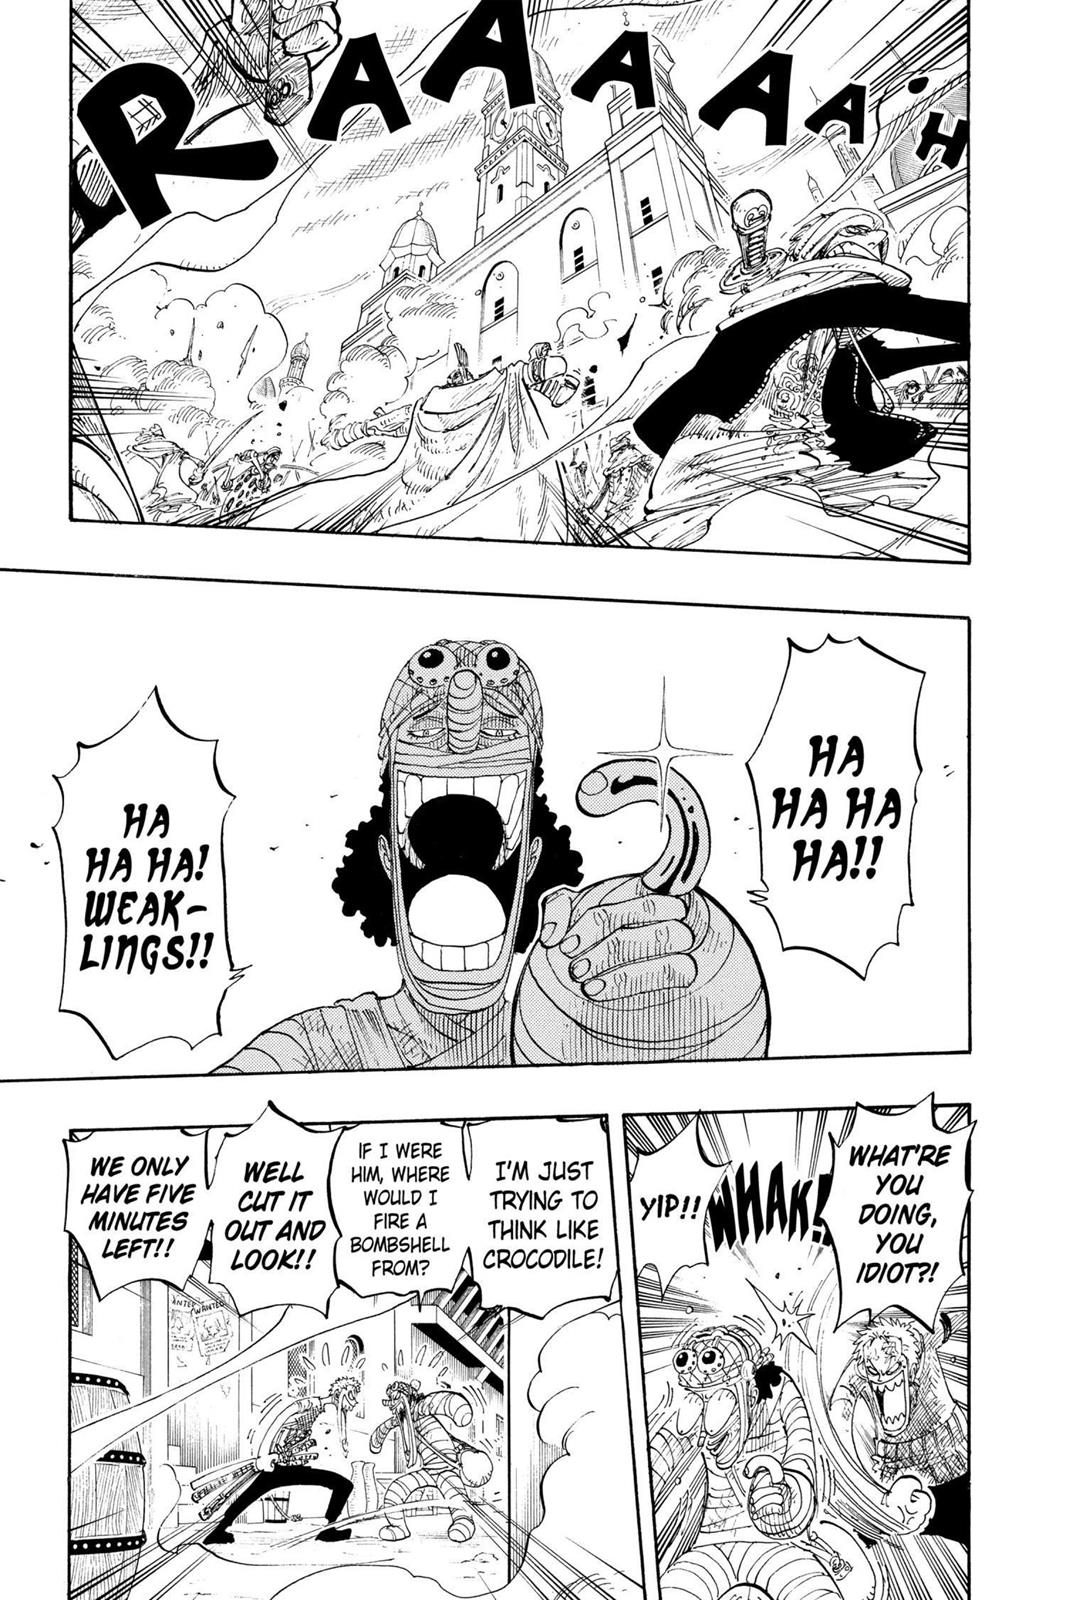 RAAAAAAH
HA
HA HA
HA!!
HA
HA HA!
WEAK-
LINGS!!
WHAT'RE
YOU
DOING,
YOU
IDIOT?!
WHAK!
YIP!!
I'M JUST
TRYING TO
THINK LIKE
CROCODILE!
IF I WERE
HIM, WHERE
WOULD I
FIRE A
BOMBSHELL
FROM?
WELL
CUT IT
OUT AND
LOOK!!
WE ONLY
HAVE FIVE
MINUTES
LEFT!!
WANTED